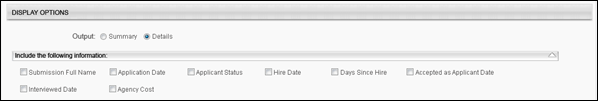 DISPLAY OPTIONS
Output: Summary Details
Include the following information:
Submission Full Name Application Date Applicant Status Hire Date Days Since Hire Accepted as Applicant Date
Interviewed Date Agency Cost